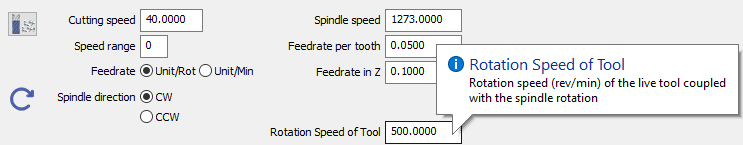 Cutting speed 40.0000 Spindle speed 1273.0000
Speed range 0 Feedrate per tooth 0.0500
Feedrate Unit/Rot Unit/Min Feedrate in Z 0.1000
Spindle direction CW
CCW
Rotation Speed of Tool 500.0000
Rotation Speed of Tool
Rotation speed (rev/min) of the live tool coupled
with the spindle rotation